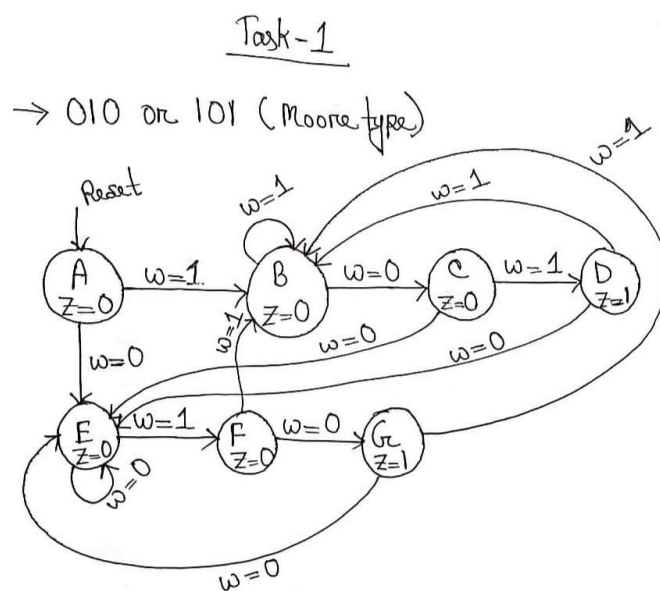 Task-1
→ 010 or 101 (Moore type)
Reset
w=1
w=1
w=1
A
Z=0
w=1
B
Z=0
w=0
C
Z=0
w=1
D
Z=1
w=0
w=1
w=0
w=0
E
Z=0
w=1
F
Z=0
w=0
G
Z=1
w=0
w=0